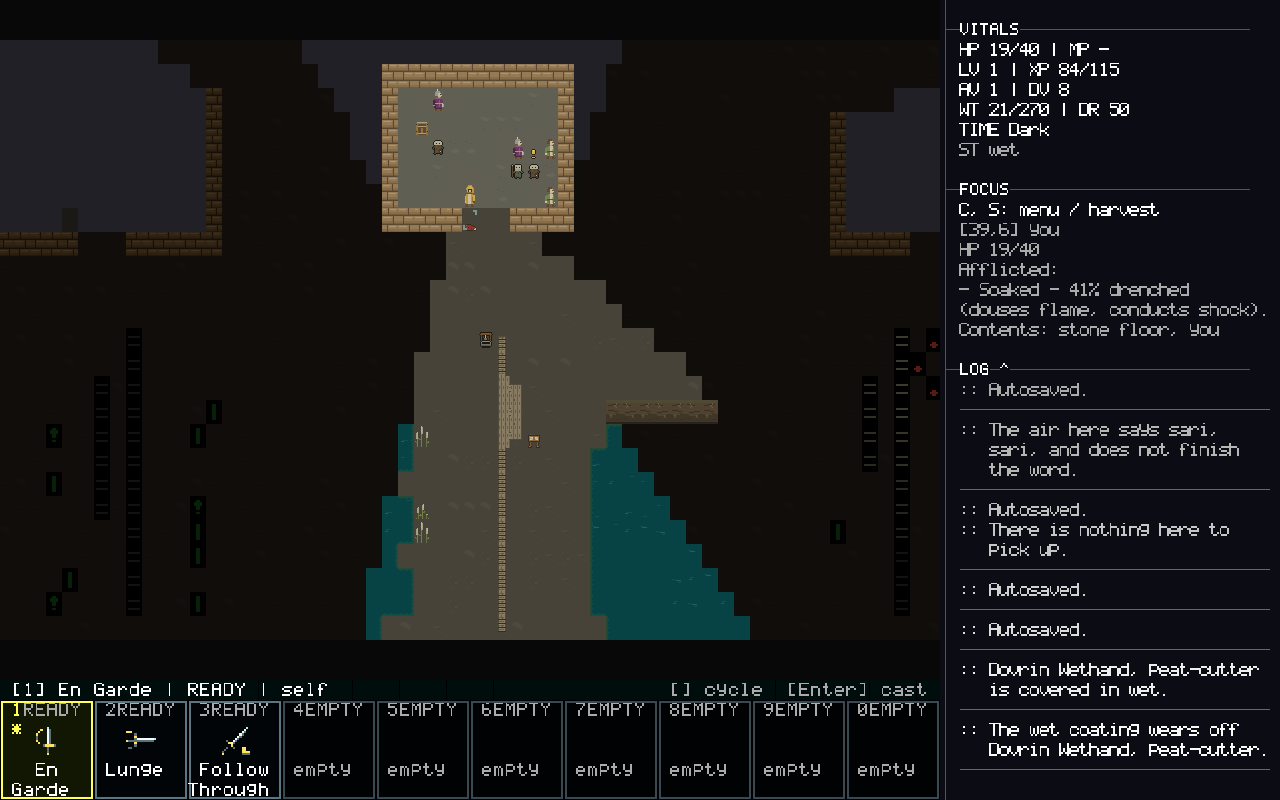 VITALS
HP 19/40 | MP -
LV 1 | XP 84/115
AV 1 | DV 8
WT 21/270 | DR 50
TIME Dark
ST wet
FOCUS
C, S: menu / harvest
[39,6] You
HP 19/40
Afflicted:
- Soaked - 41% drenched
(douses flame, conducts shock).
Contents: stone floor, You
LOG ^
:: Autosaved.
:: The air here says sari,
sari, and does not finish
the word.
:: Autosaved.
:: There is nothing here to
Pick up.
:: Autosaved.
:: Autosaved.
:: Dovrin Wethand, Peat-cutter
is covered in wet.
:: The wet coating wears off
Dovrin Wethand, Peat-cutter.
[1] En Garde | READY | self
[] cycle [Enter] cast
1READY 2READY 3READY 4EMPTY 5EMPTY 6EMPTY 7EMPTY 8EMPTY 9EMPTY 0EMPTY
*
En Garde
Lunge
Follow Through
empty empty empty empty empty empty empty